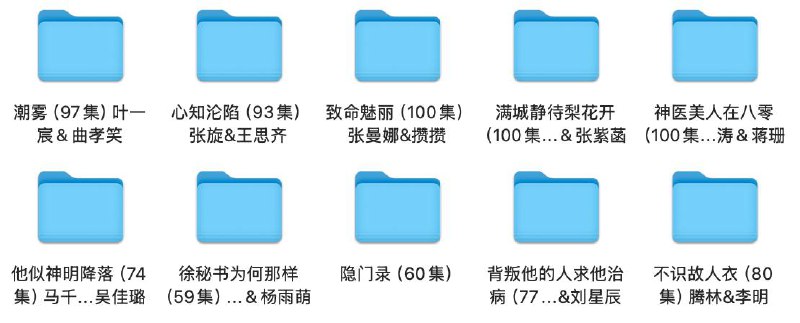 潮雾（97集）叶一
宸＆曲孝笑
心知沦陷（93集）
张旋&王思齐
致命魅丽（100集）
张曼娜&攒攒
满城静待梨花开
（100集...＆张紫菡
神医美人在八零
（100集...涛＆蒋珊
他似神明降落（74
集）马千...吴佳璐
徐秘书为何那样
（59集）...＆杨雨萌
隐门录（60集）
背叛他的人求他治
病（77...&刘星辰
不识故人衣（80
集）腾林&李明